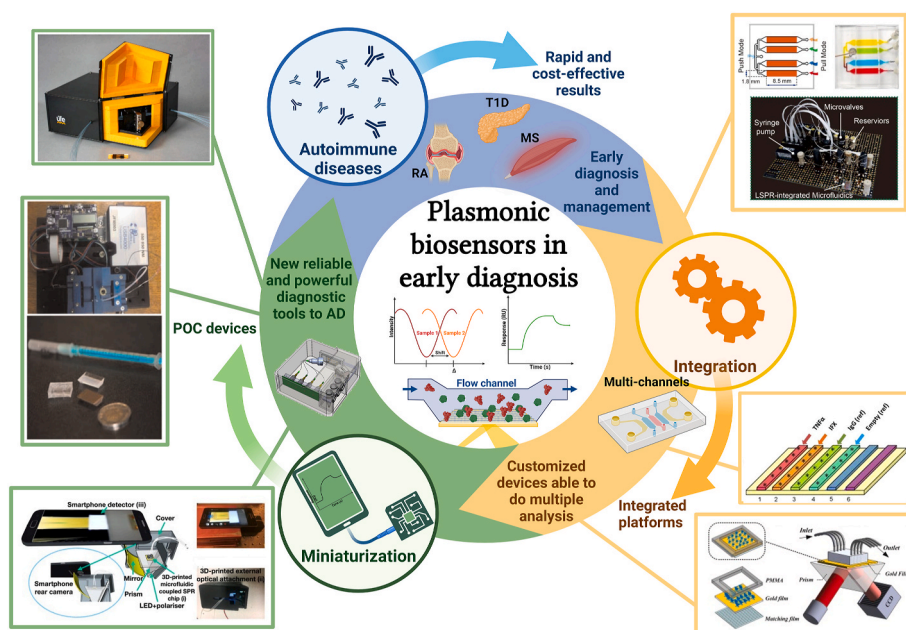 Plasmonic
biosensors in
early diagnosis
Intensity
Sample 1
Sample 2
Shift
Δ
Response (RU)
Time (s)
Flow channel
Autoimmune
diseases
Rapid and
cost-effective
results
T1D
MS
RA
Early
diagnosis
and
management
Push Mode
Pull Mode
1.6 mm
8.5 mm
Microvalves
Reserviors
Syringe
pump
LSPR-integrated Microfluidics
Integration
Multi-channels
Integrated
platforms
TNFα
IFX
IgG (ref)
Empty (ref)
1 2 3 4 5 6
Customized
devices able to
do multiple
analysis
Inlet
Outlet
Prism
Gold Film
CCD
PMMA
Gold film
Matching film
Miniaturization
POC devices
New reliable
and powerful
diagnostic
tools to AD
Smartphone detector (iii)
Cover
Smartphone
rear camera
Mirror
Prism
LED+polariser
3D-printed
microfluidic
coupled SPR
chip (i)
3D-printed external
optical attachment (ii)